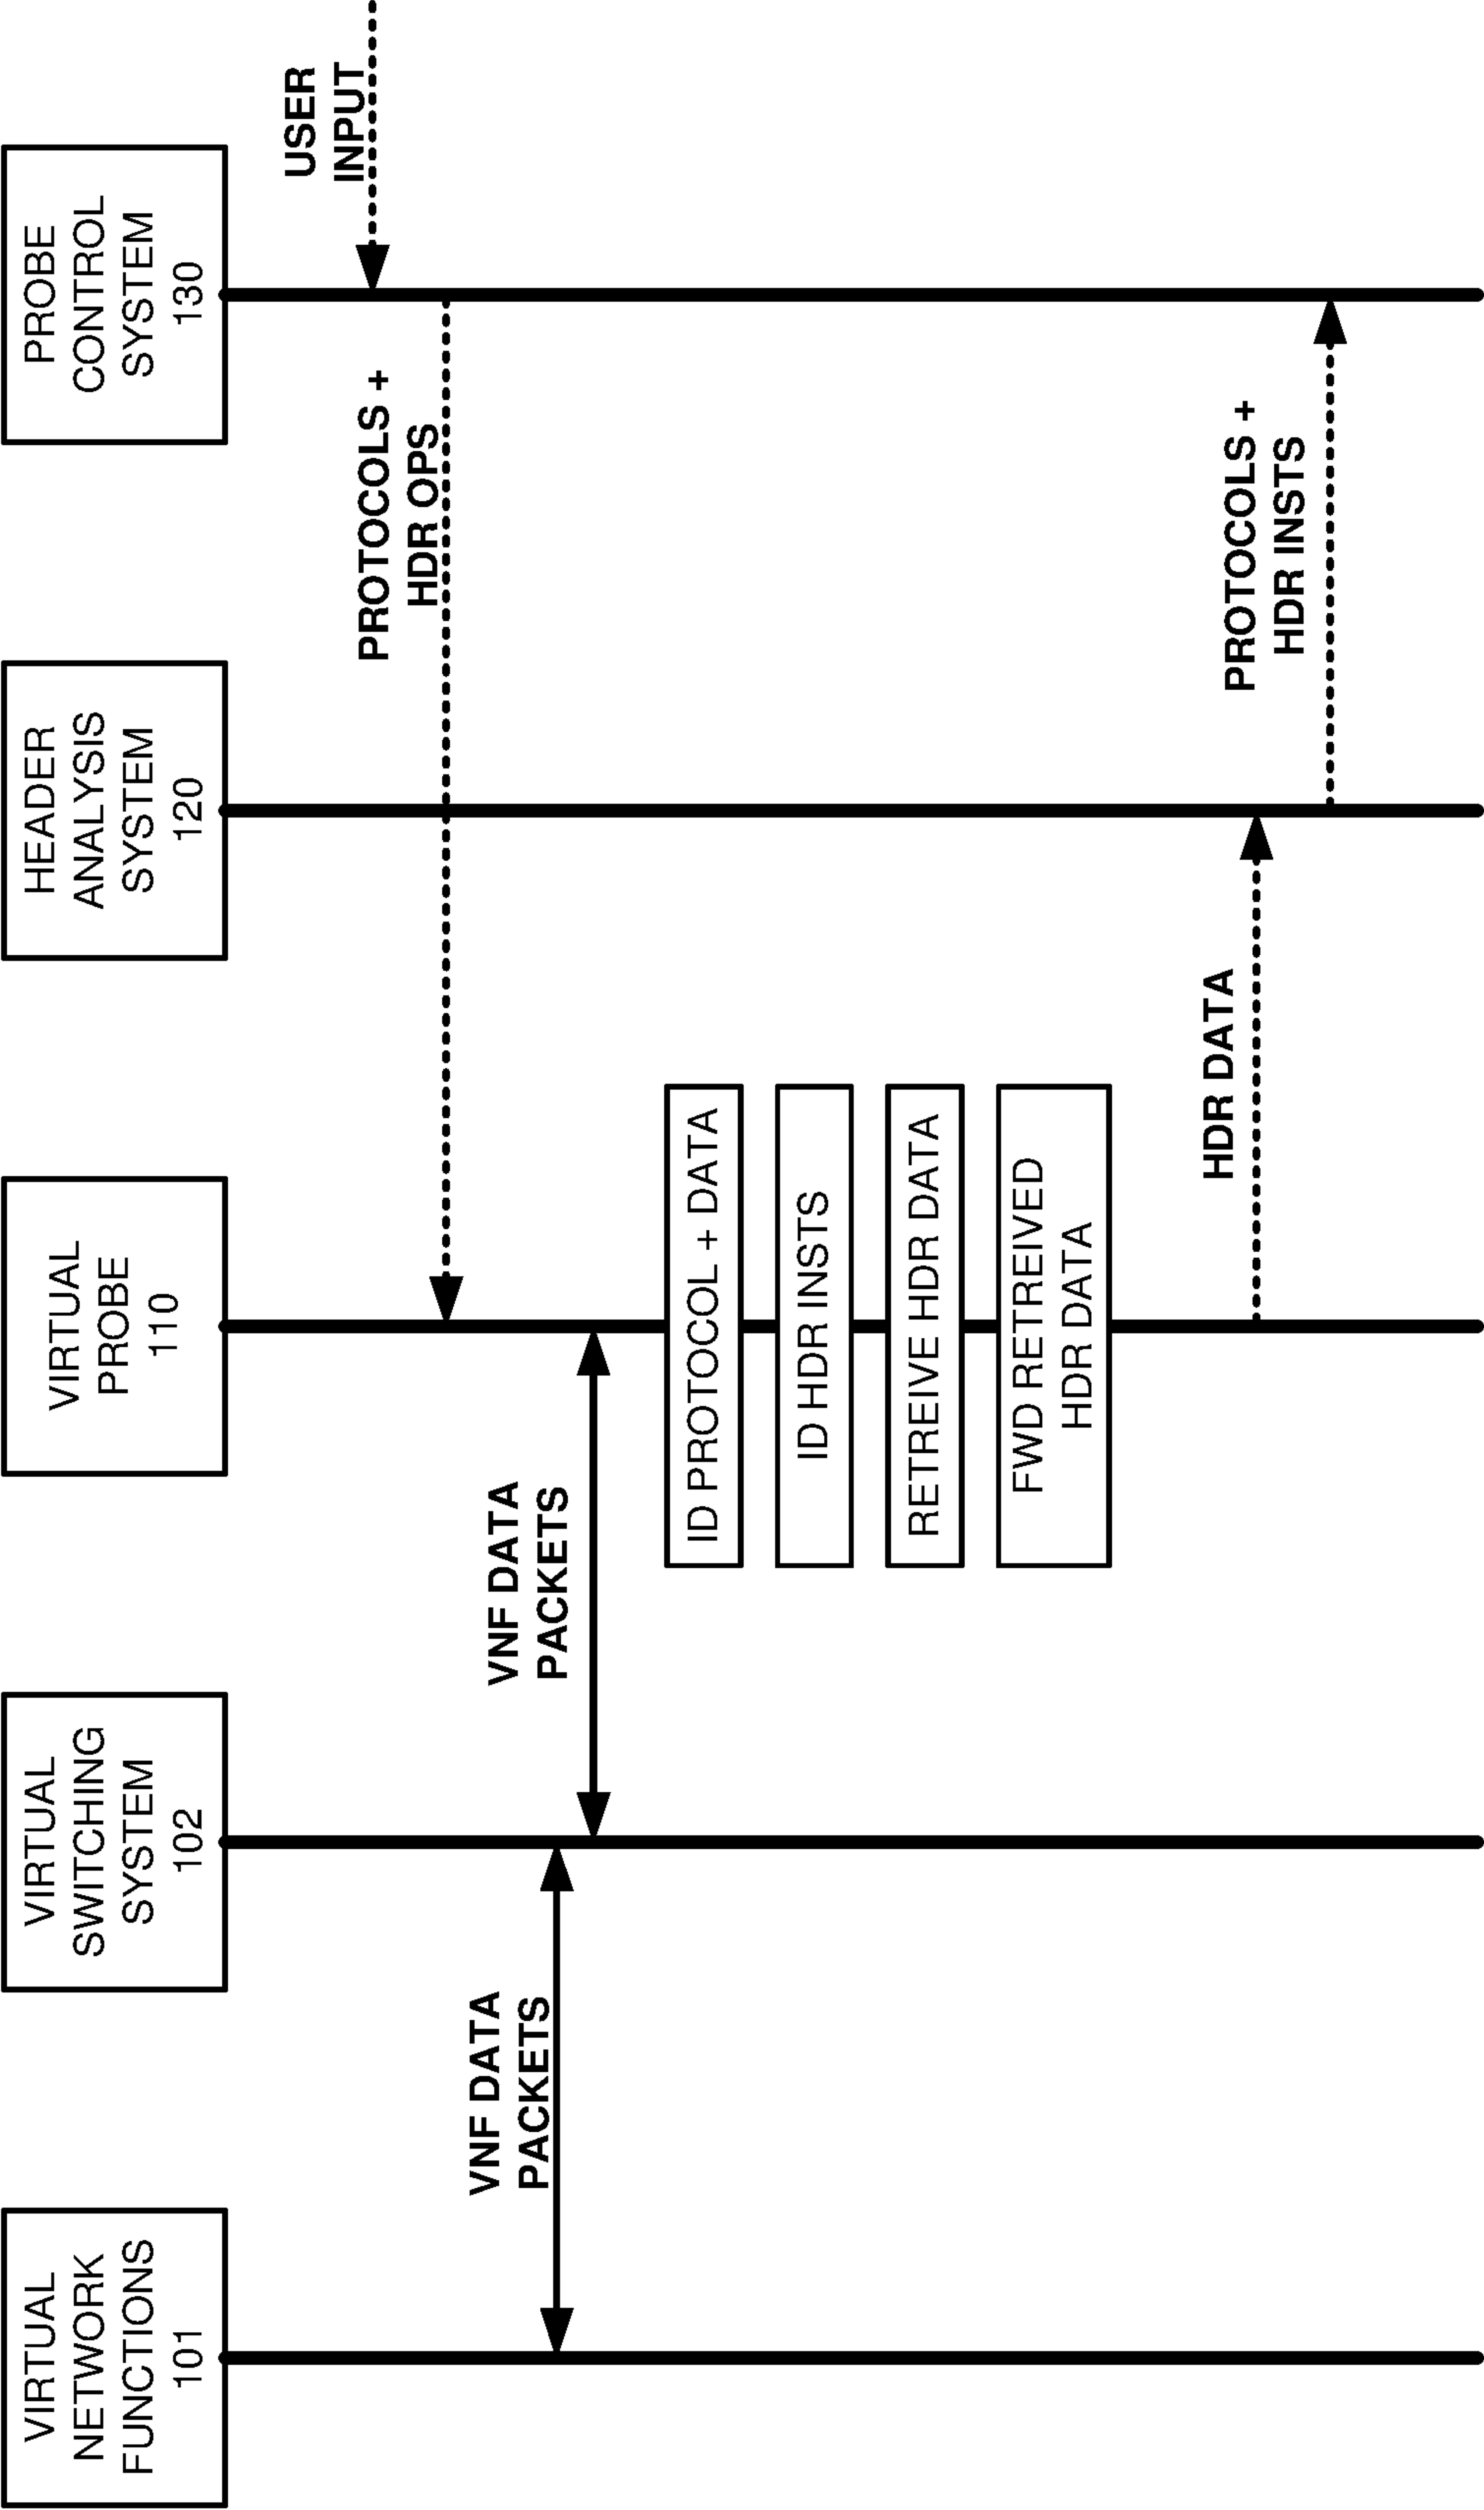 VIRTUAL
NETWORK
FUNCTIONS
101
VIRTUAL
SWITCHING
SYSTEM
102
VIRTUAL
PROBE
110
HEADER
ANALYSIS
SYSTEM
120
PROBE
CONTROL
SYSTEM
130
USER
INPUT
PROTOCOLS +
HDR OPS
VNF DATA
PACKETS
VNF DATA
PACKETS
ID PROTOCOL + DATA
ID HDR INSTS
RETREIVE HDR DATA
FWD RETREIVED
HDR DATA
HDR DATA
PROTOCOLS +
HDR INSTS